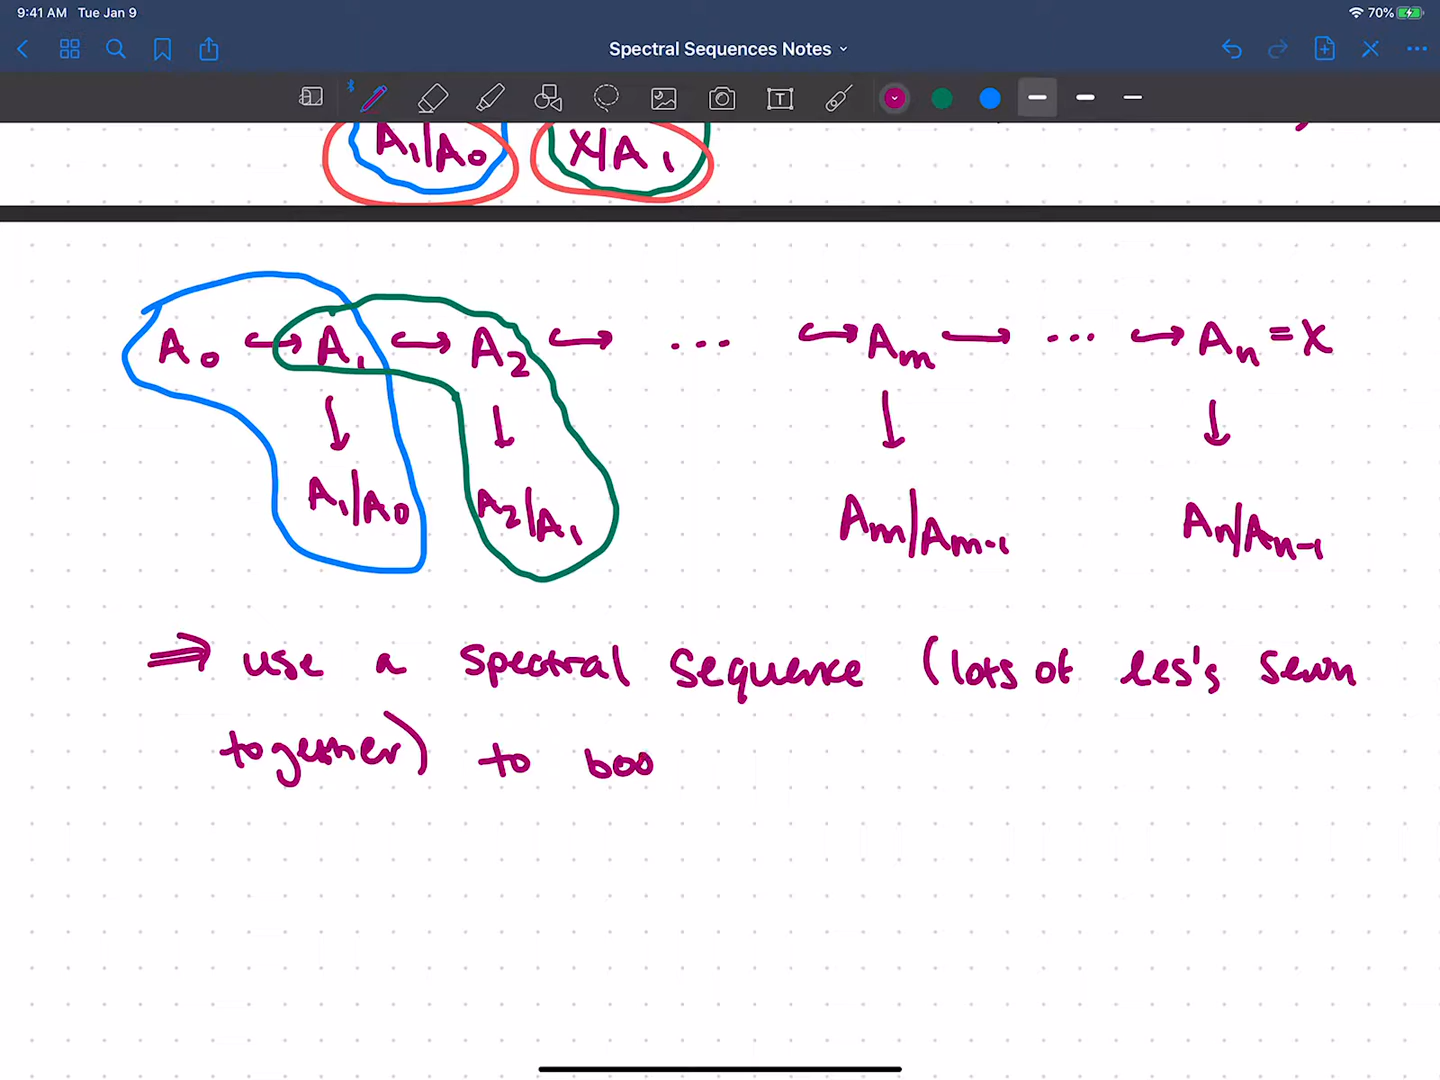 9:41 AM Tue Jan 9
70%
Spectral Sequences Notes
A₁/A₀ X/A₁
A₀ ↪ A₁ ↪ A₂ ↪ ... ↪ Aₘ → ... ↪ Aₙ = X
↓ ↓ ↓ ↓
A₁/A₀ A₂/A₁ Aₘ/Aₘ₋₁ Aₙ/Aₙ₋₁
⇒ use a spectral sequence (lots of les's sewn
together) to boo